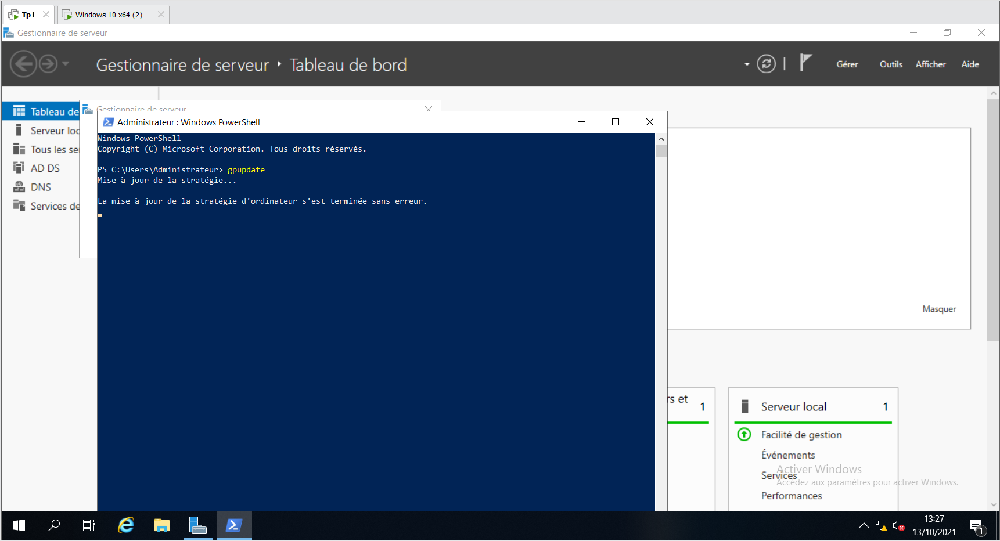 Tp1
Windows 10 x64 (2)
Gestionnaire de serveur
Gestionnaire de serveur
Tableau de bord
Gérer
Outils
Afficher
Aide
Tableau de
Serveur loc
Tous les se
AD DS
DNS
Services de
Gestionnaire de serveur
Administrateur : Windows PowerShell
Windows PowerShell
Copyright (C) Microsoft Corporation. Tous droits réservés.
PS C:\Users\Administrateur> gpupdate
Mise à jour de la stratégie...
La mise à jour de la stratégie d'ordinateur s'est terminée sans erreur.
Masquer
rs et
1
Serveur local
1
Facilité de gestion
Événements
Services
Performances
Activer Windows
Accédez aux paramètres pour activer Windows.
13:27
13/10/2021
1